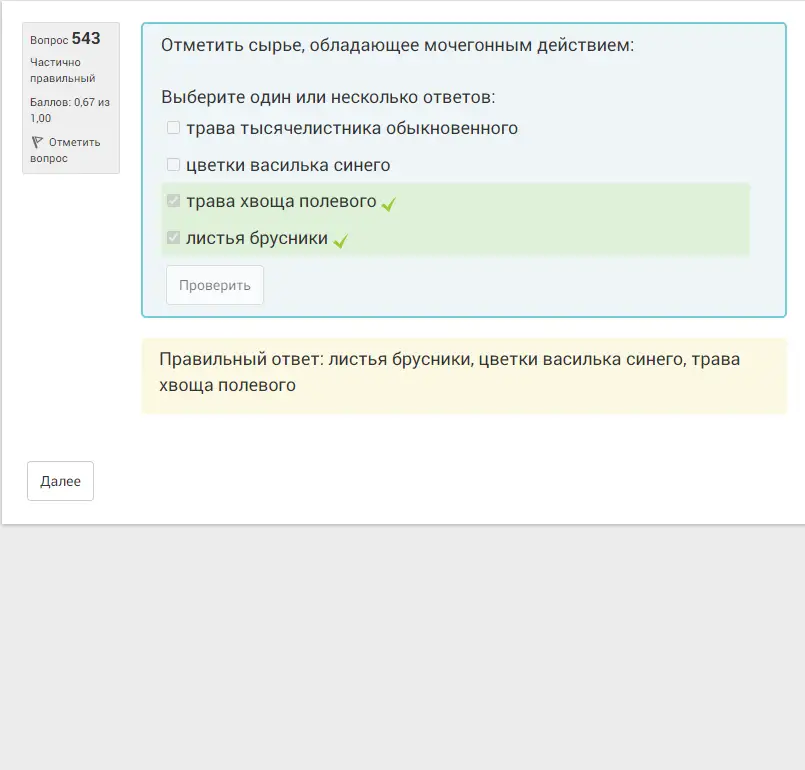 Вопрос 543
Частично
правильный
Баллов: 0,67 из
1,00
Отметить
вопрос
Отметить сырье, обладающее мочегонным действием:
Выберите один или несколько ответов:
трава тысячелистника обыкновенного
цветки василька синего
трава хвоща полевого
листья брусники
Проверить
Правильный ответ: листья брусники, цветки василька синего, трава
хвоща полевого
Далее